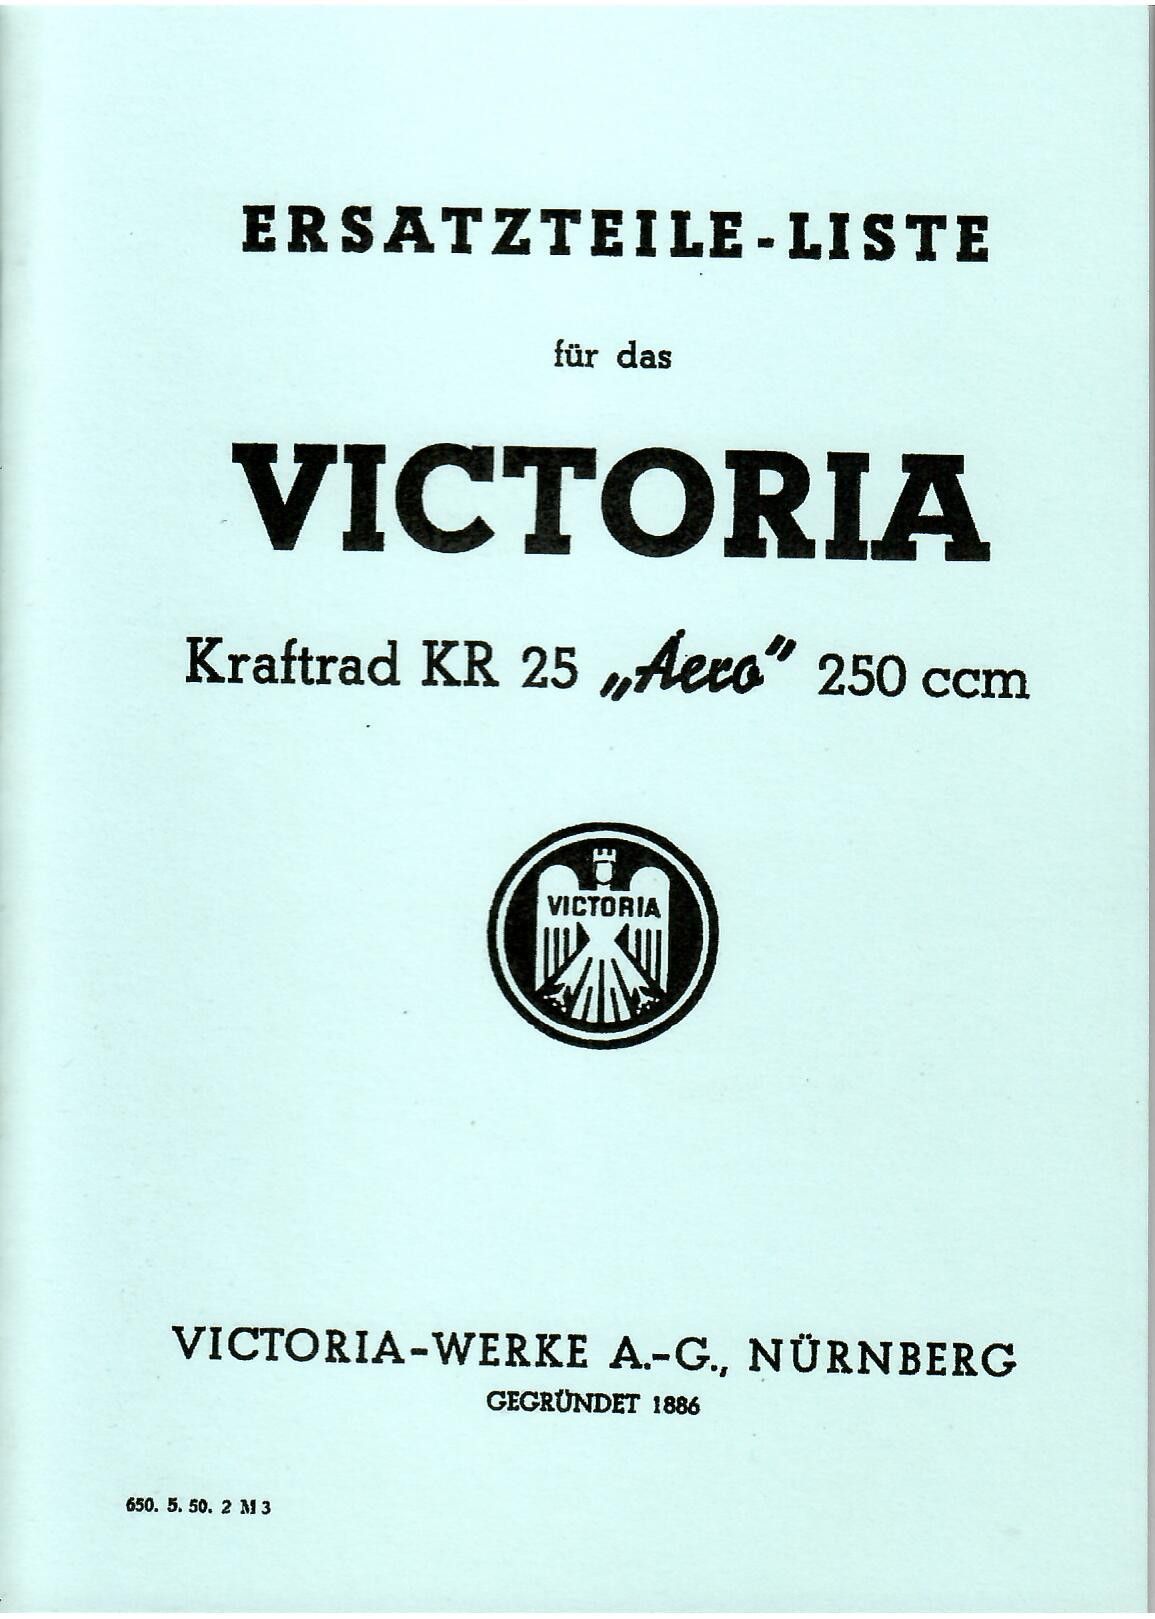 ERSATZTEILE-LISTE
für das
VICTORIA
Kraftrad KR 25 „Aero” 250 ccm
VICTORIA
VICTORIA-WERKE A.-G., NÜRNBERG
GEGRÜNDET 1886
650. 5. 50. 2 M 3